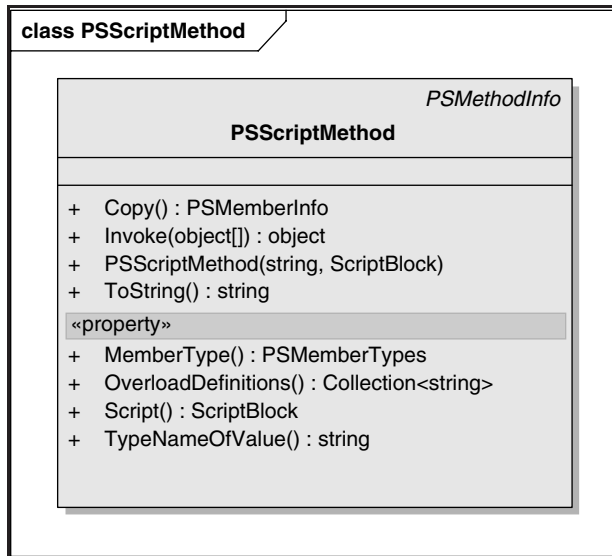 class PSScriptMethod
PSMethodInfo
PSScriptMethod
+ Copy() : PSMemberInfo
+ Invoke(object[]) : object
+ PSScriptMethod(string, ScriptBlock)
+ ToString() : string
«property»
+ MemberType() : PSMemberTypes
+ OverloadDefinitions() : Collection<string>
+ Script() : ScriptBlock
+ TypeNameOfValue() : string